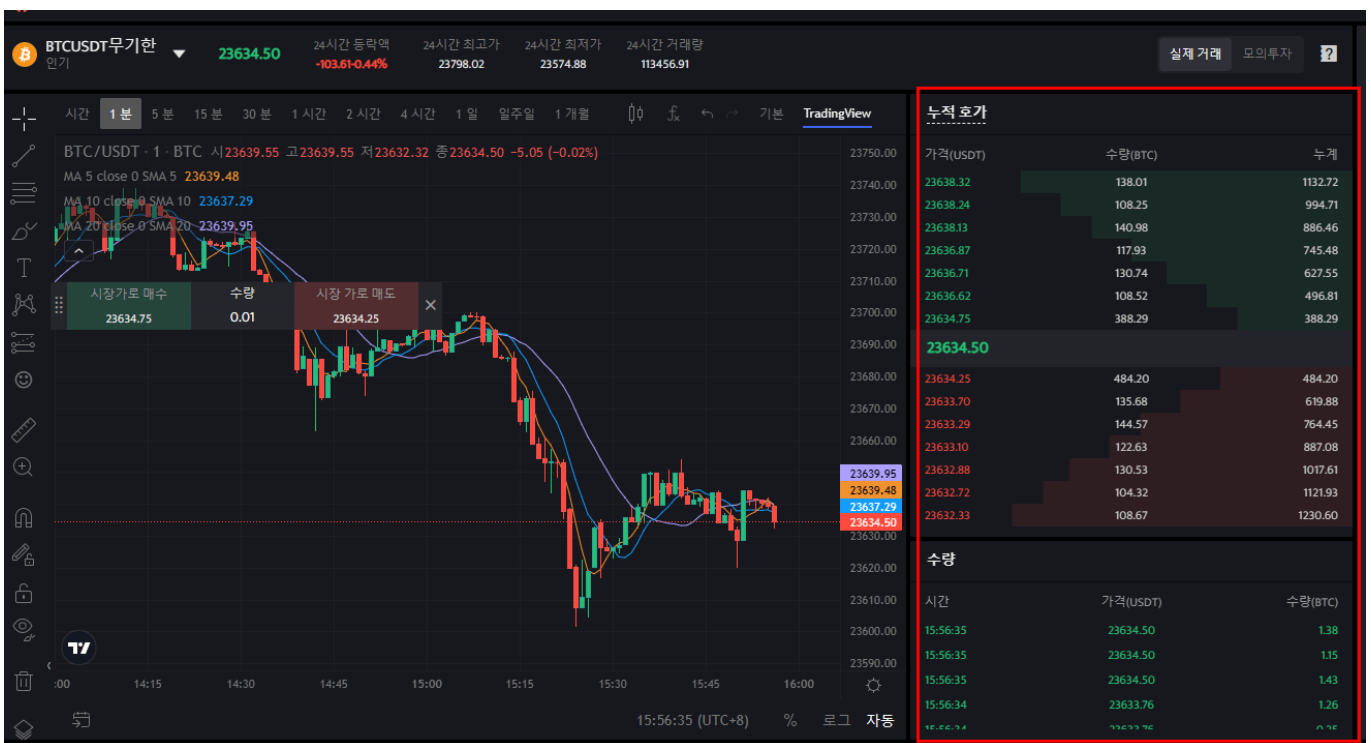 BTCUSDT무기한
인기
23634.50
24시간 등락액
-103.61-0.44%
24시간 최고가
23798.02
24시간 최저가
23574.88
24시간 거래량
113456.91
실제 거래 모의투자
시간 1 분 5 분 15 분 30 분 1 시간 2 시간 4 시간 1 일 일주일 1 개월 기본 TradingView
BTC/USDT · 1 · BTC 시23639.55 고23639.55 저23632.32 종23634.50 -5.05 (-0.02%)
MA 5 close 0 SMA 5 23639.48
MA 10 close 0 SMA 10 23637.29
MA 20 close 0 SMA 20 23639.95
시장가로 매수 수량 시장 가로 매도
23634.75 0.01 23634.25
23750.00
23740.00
23730.00
23720.00
23710.00
23700.00
23690.00
23680.00
23670.00
23660.00
23639.95
23639.48
23637.29
23634.50
23630.00
23620.00
23610.00
23600.00
23590.00
:00 14:15 14:30 14:45 15:00 15:15 15:30 15:45 16:00
15:56:35 (UTC+8) % 로그 자동
누적 호가
가격(USDT) 수량(BTC) 누계
23638.32 138.01 1132.72
23638.24 108.25 994.71
23638.13 140.98 886.46
23636.87 117.93 745.48
23636.71 130.74 627.55
23636.62 108.52 496.81
23634.75 388.29 388.29
23634.50
23634.25 484.20 484.20
23633.70 135.68 619.88
23633.29 144.57 764.45
23633.10 122.63 887.08
23632.88 130.53 1017.61
23632.72 104.32 1121.93
23632.33 108.67 1230.60
수량
시간 가격(USDT) 수량(BTC)
15:56:35 23634.50 1.38
15:56:35 23634.50 1.15
15:56:35 23634.50 1.43
15:56:34 23633.76 1.26